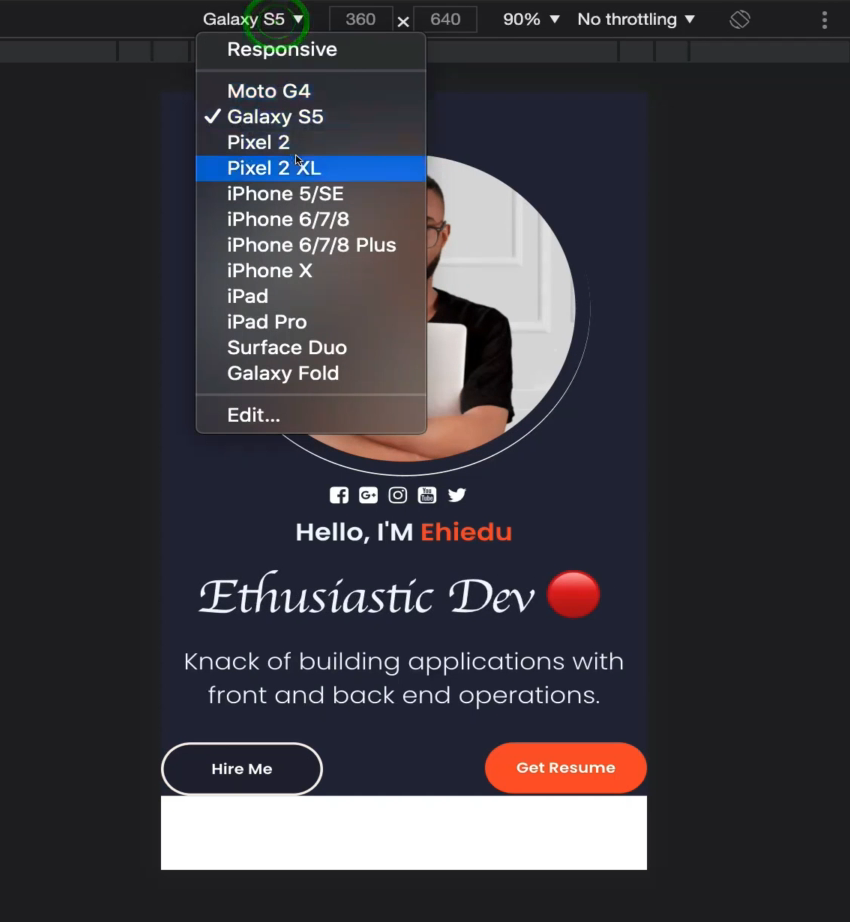 Galaxy S5 ▼ 360 × 640 90% ▼ No throttling ▼
Responsive
Moto G4
✓ Galaxy S5
Pixel 2
Pixel 2 XL
iPhone 5/SE
iPhone 6/7/8
iPhone 6/7/8 Plus
iPhone X
iPad
iPad Pro
Surface Duo
Galaxy Fold
Edit...
G+ You Tube
Hello, I'M Ehiedu
Ethusiastic Dev 🔴
Knack of building applications with
front and back end operations.
Hire Me Get Resume